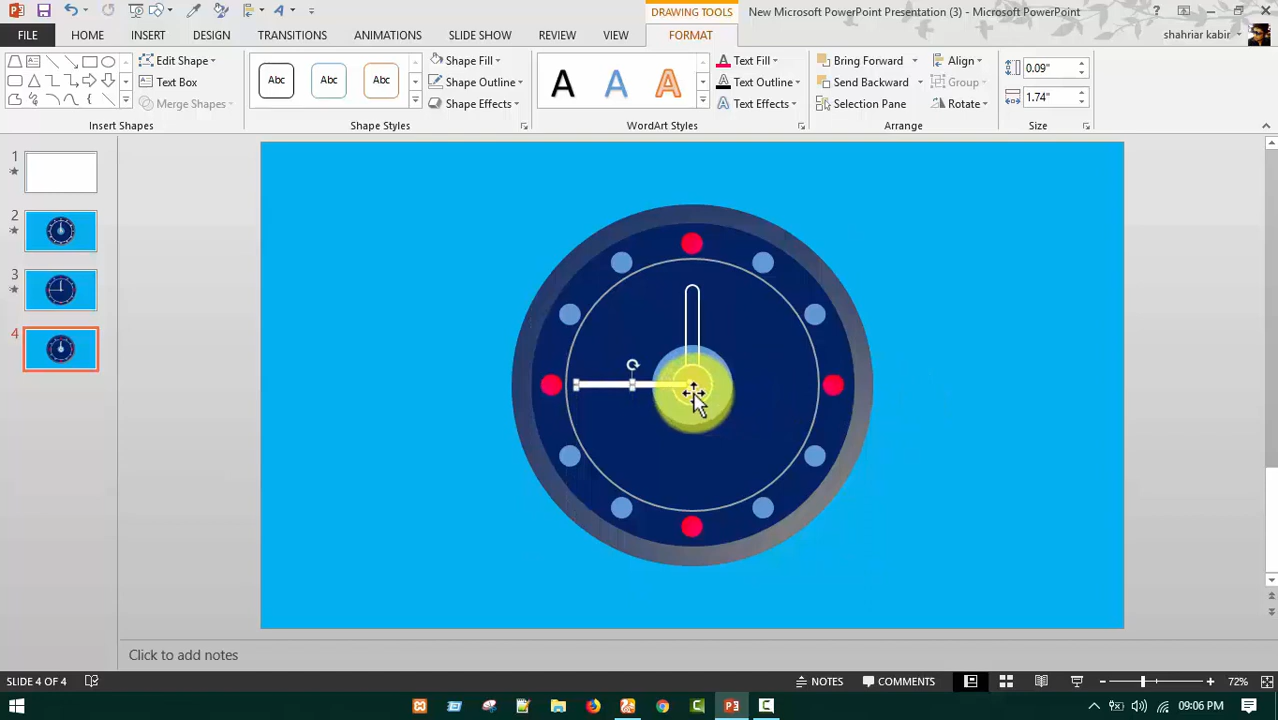 DRAWING TOOLS
New Microsoft PowerPoint Presentation (3) - Microsoft PowerPoint
FILE HOME INSERT DESIGN TRANSITIONS ANIMATIONS SLIDE SHOW REVIEW VIEW FORMAT
shahriar kabir
Edit Shape
Text Box
Merge Shapes
Insert Shapes
Abc Abc Abc
Shape Fill
Shape Outline
Shape Effects
Shape Styles
A A A
Text Fill
Text Outline
Text Effects
WordArt Styles
Bring Forward
Send Backward
Selection Pane
Align
Group
Rotate
Arrange
0.09"
1.74"
Size
1
2
3
4
Click to add notes
SLIDE 4 OF 4
NOTES
COMMENTS
72%
09:06 PM